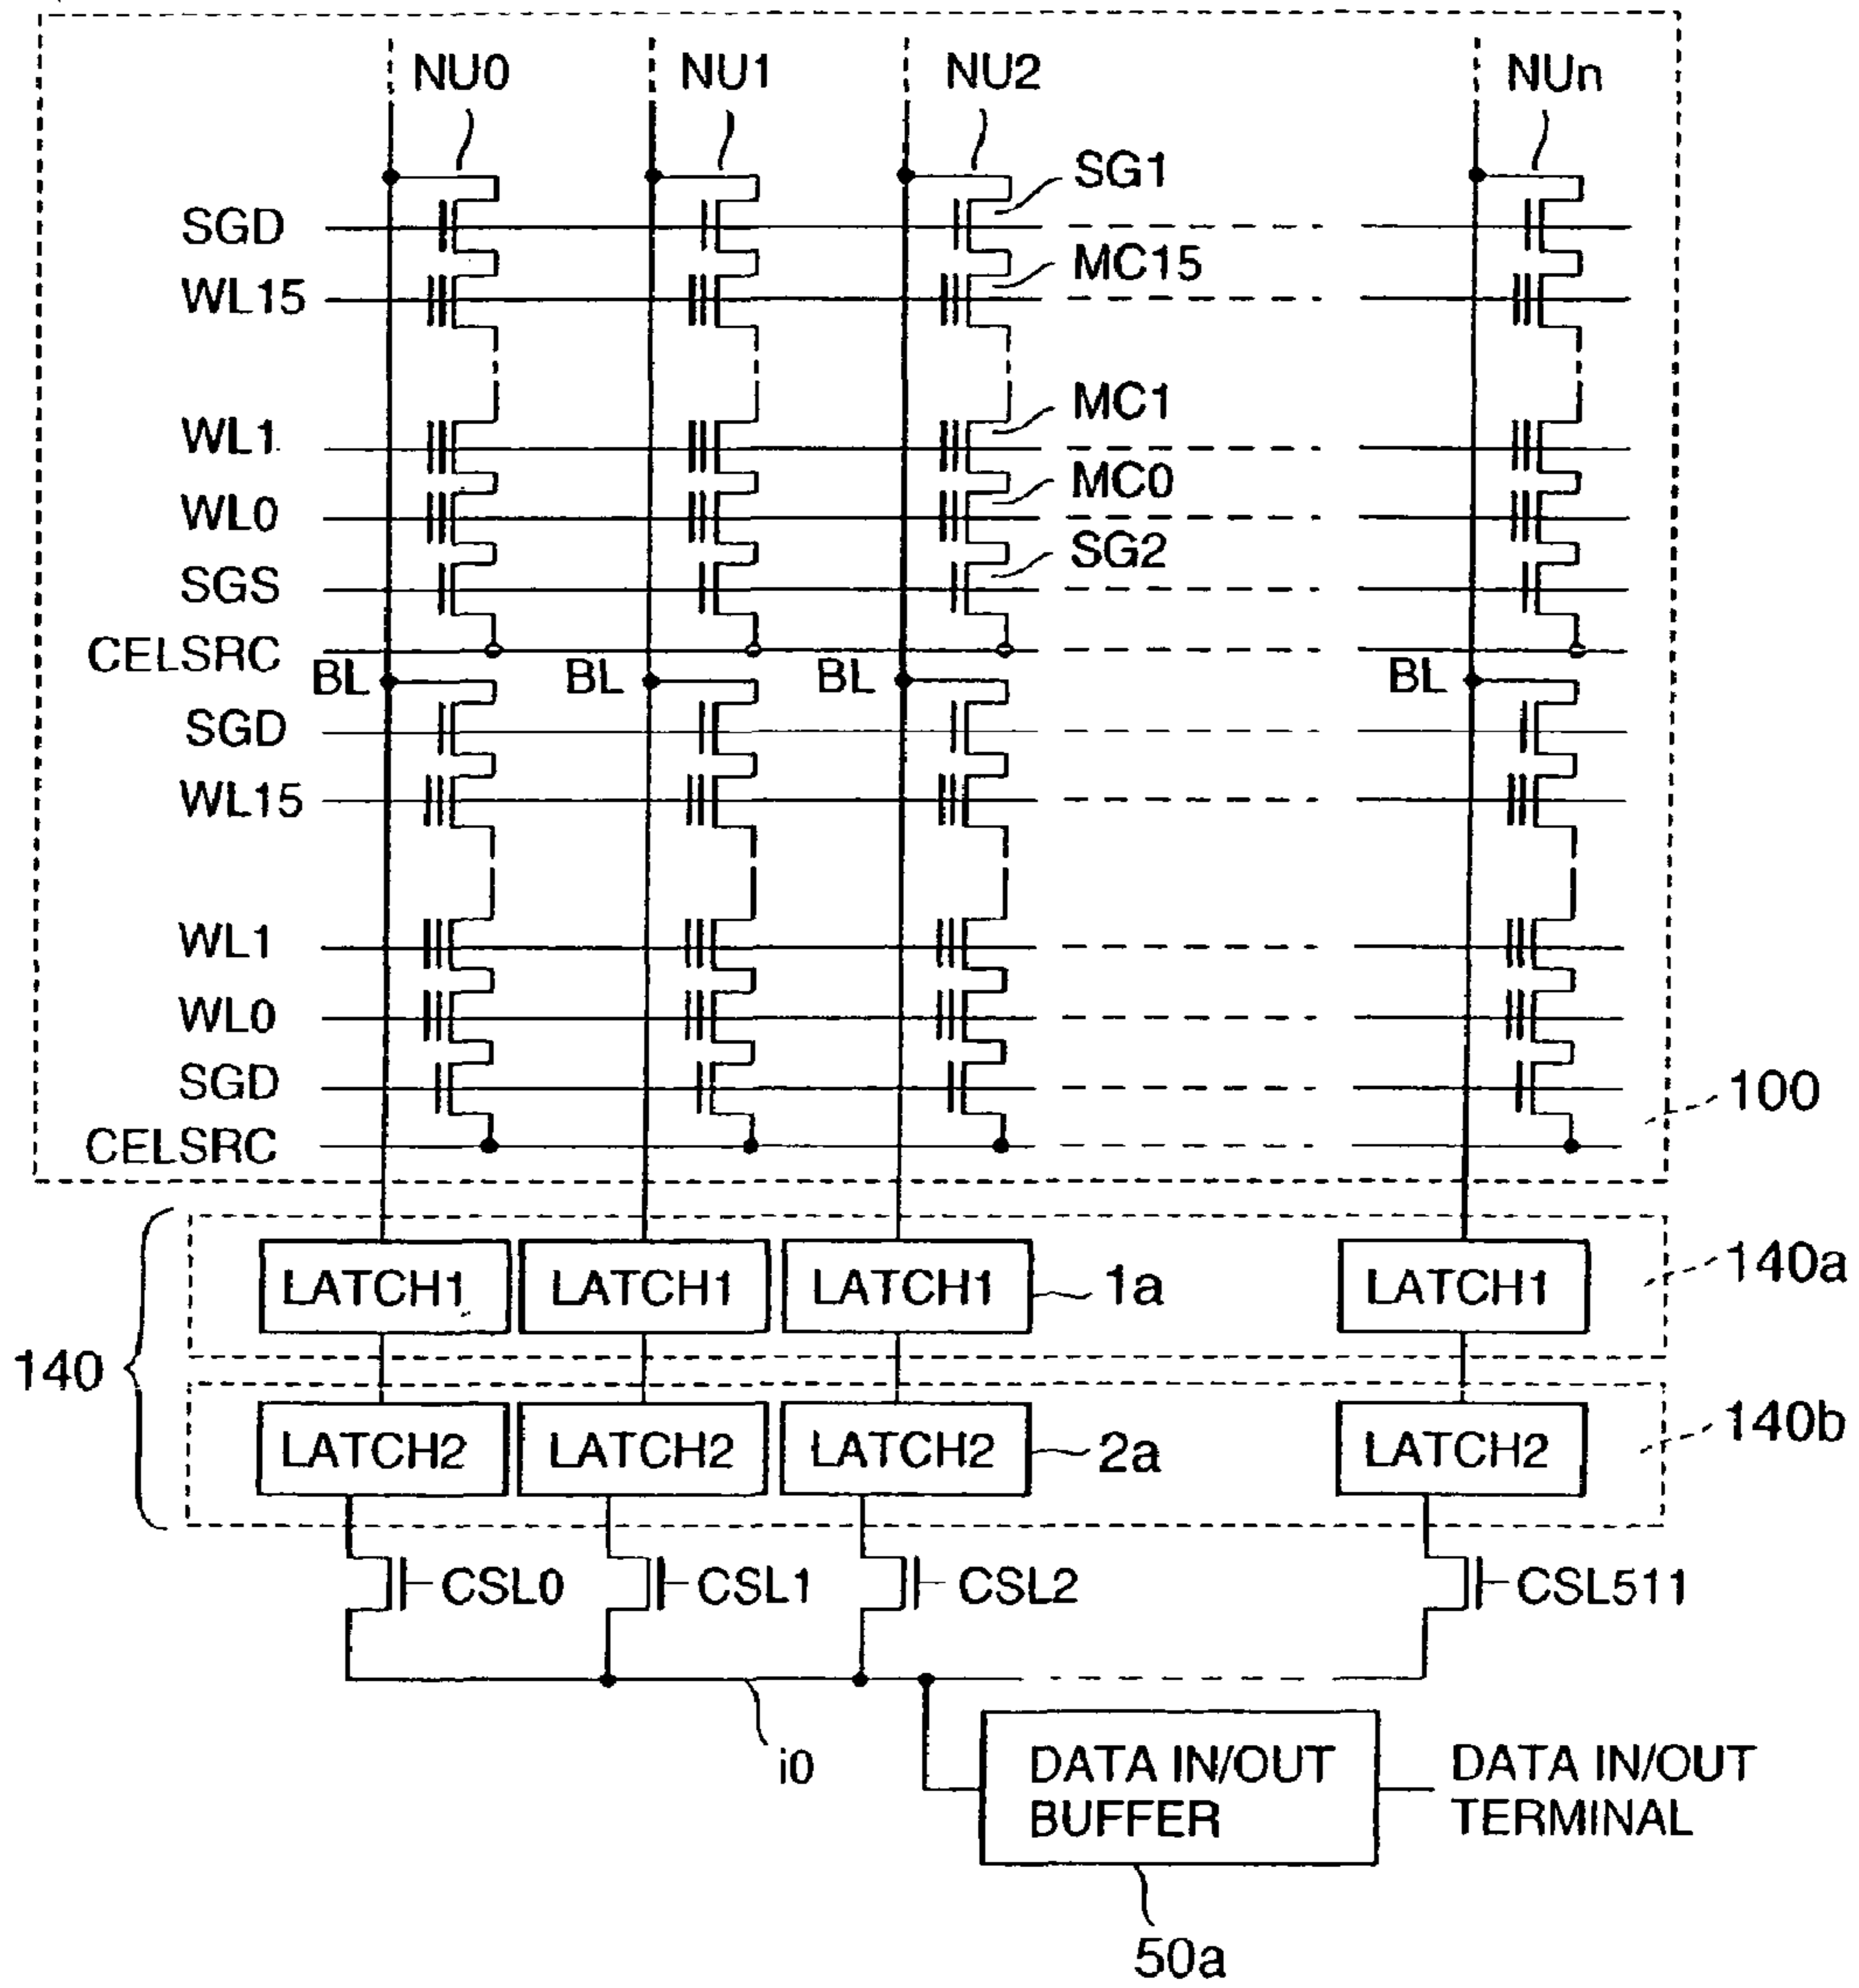 NU0 NU1 NU2 NUn
SG1
SGD
MC15
WL15
MC1
WL1
MC0
WL0
SG2
SGS
CELSRC
BL BL BL BL
SGD
WL15
WL1
WL0
SGD
100
CELSRC
LATCH1 LATCH1 LATCH1 1a LATCH1 140a
140
LATCH2 LATCH2 LATCH2 2a LATCH2 140b
CSL0 CSL1 CSL2 CSL511
i0
DATA IN/OUT BUFFER
DATA IN/OUT TERMINAL
50a